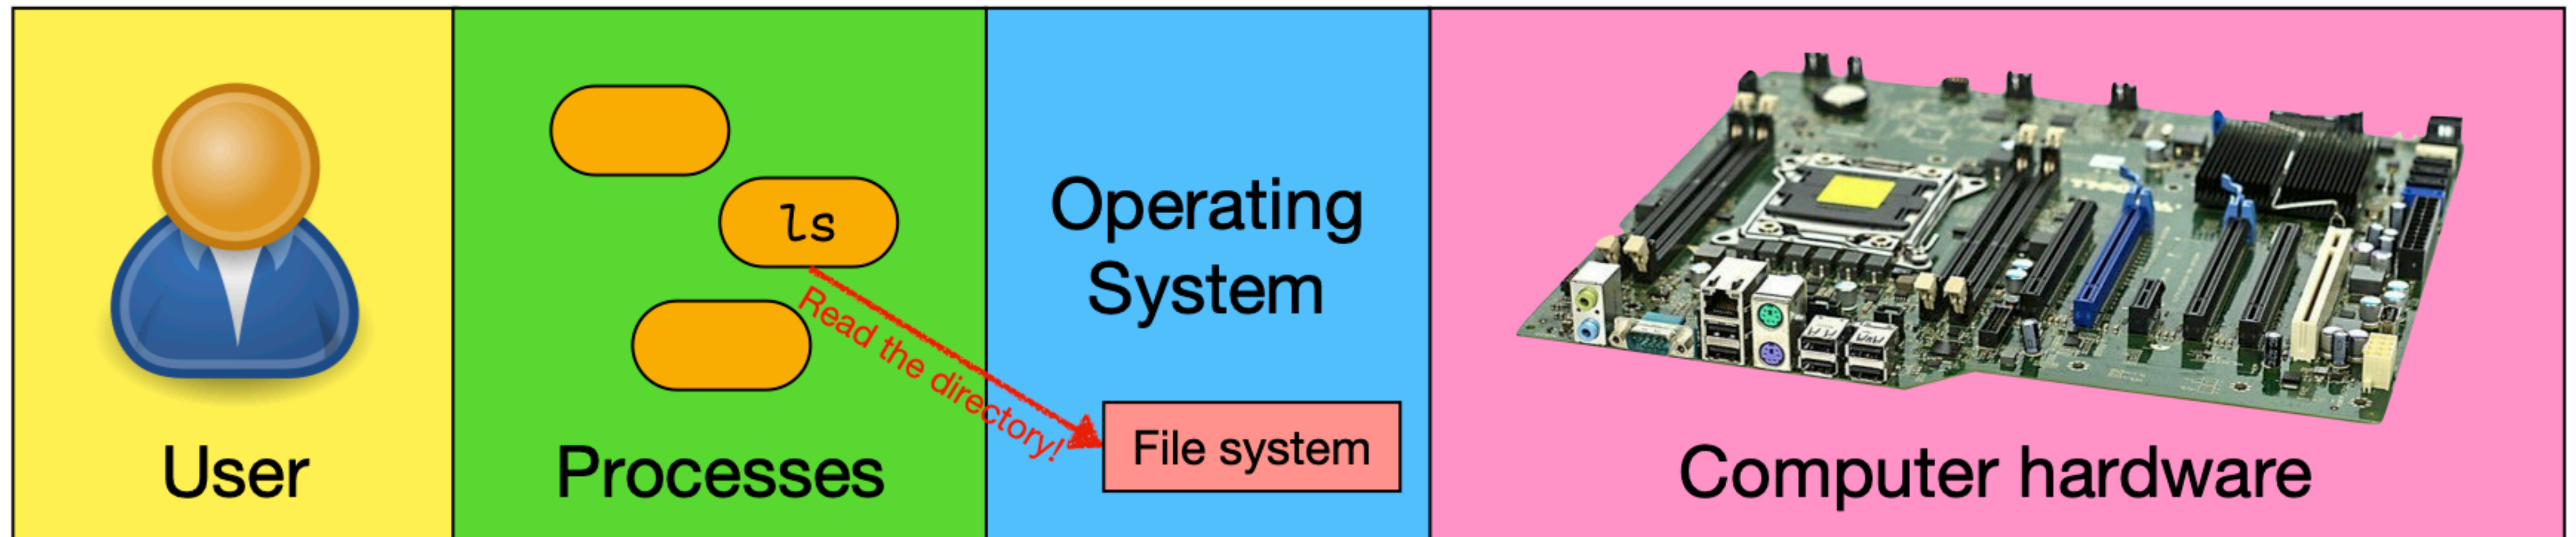 User
Processes
ls
Read the directory!
Operating
System
File system
Computer hardware